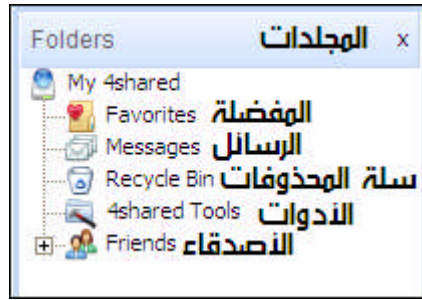 Folders المجلدات x
My 4shared
Favorites المفضلة
Messages الرسائل
Recycle Bin سلة المحذوفات
4shared Tools الأدوات
Friends الأصدقاء